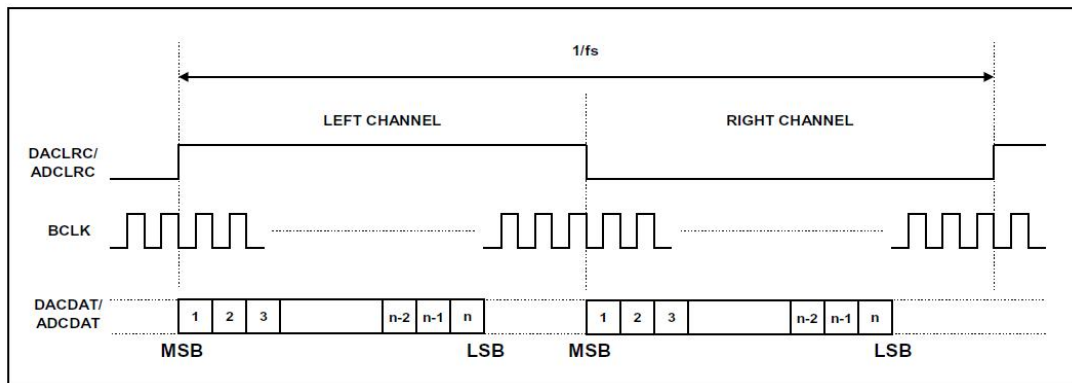 1/fs
LEFT CHANNEL
RIGHT CHANNEL
DACLRC/
ADCLRC
BCLK
DACDAT/
ADCDAT
1 2 3 n-2 n-1 n 1 2 3 n-2 n-1 n
MSB LSB MSB LSB